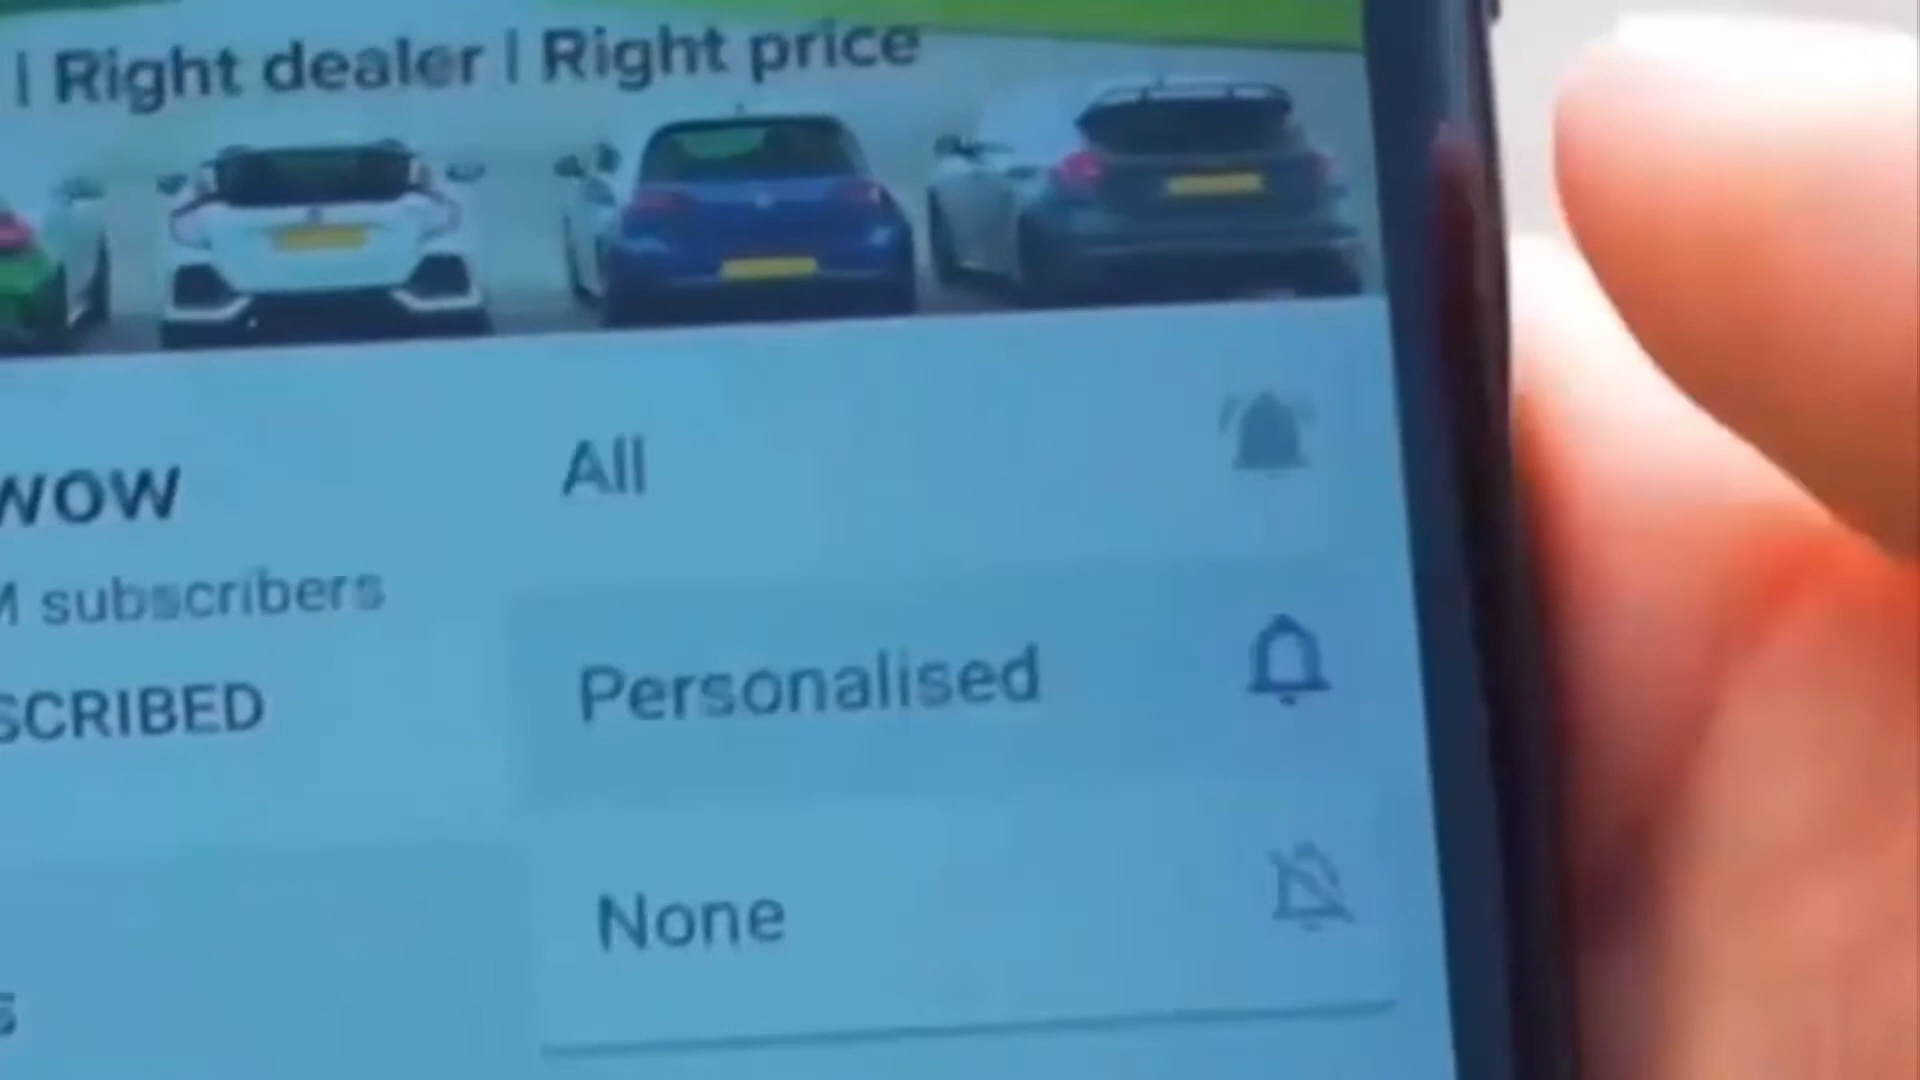 | Right dealer | Right price
WOW
M subscribers
SCRIBED
All
Personalised
None
s